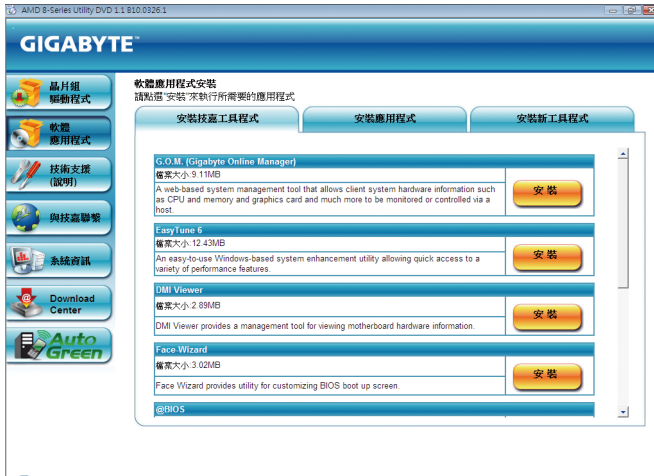 AMD 8-Series Utility DVD 1.1 B10.0326.1
GIGABYTE™
晶片組
驅動程式
軟體
應用程式
技術支援
(說明)
與技嘉聯繫
系統資訊
Download
Center
Auto
Green
軟體應用程式安裝
請點選"安裝"來執行所需要的應用程式
安裝技嘉工具程式
安裝應用程式
安裝新工具程式
G.O.M. (Gigabyte Online Manager)
檔案大小:9.11MB
A web-based system management tool that allows client system hardware information such
as CPU and memory and graphics card and much more to be monitored or controlled via a
host.
安裝
EasyTune 6
檔案大小:12.43MB
An easy-to-use Windows-based system enhancement utility allowing quick access to a
variety of performance features.
安裝
DMI Viewer
檔案大小:2.89MB
DMI Viewer provides a management tool for viewing motherboard hardware information.
安裝
Face-Wizard
檔案大小:3.02MB
Face Wizard provides utility for customizing BIOS boot up screen.
安裝
@BIOS